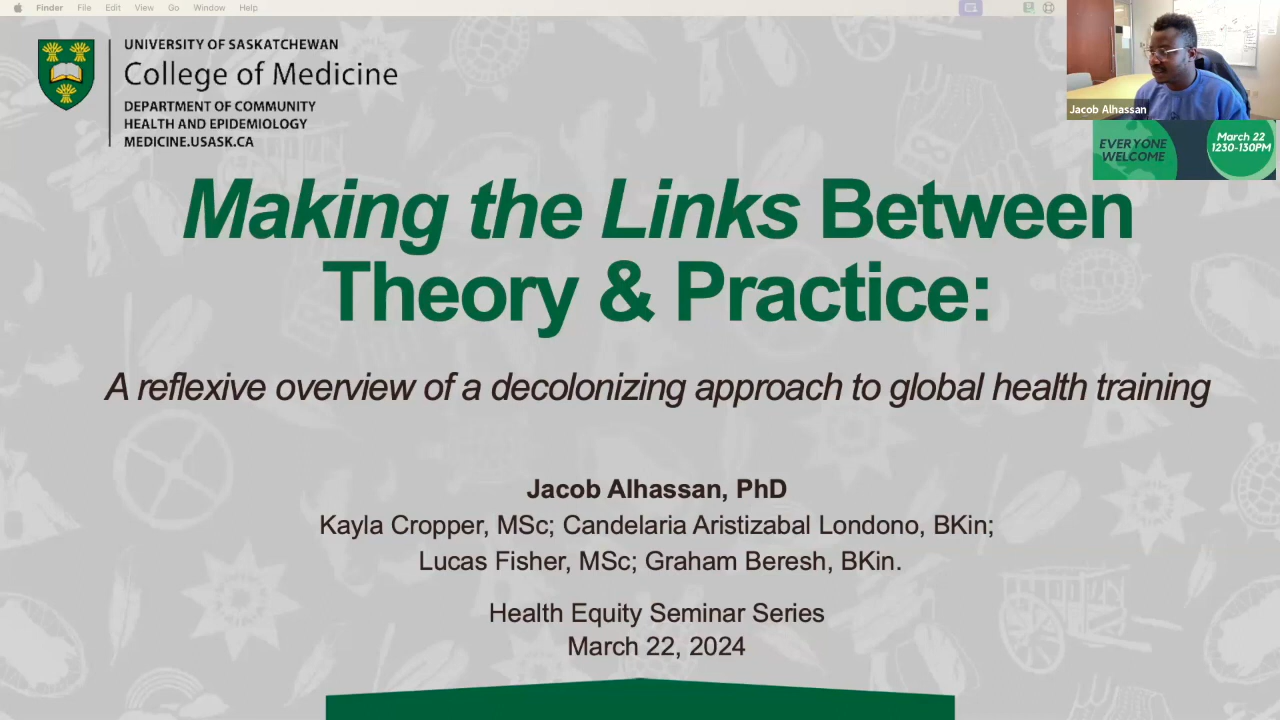 Finder File Edit View Go Window Help
UNIVERSITY OF SASKATCHEWAN
College of Medicine
DEPARTMENT OF COMMUNITY
HEALTH AND EPIDEMIOLOGY
MEDICINE.USASK.CA
Jacob Alhassan
EVERYONE
WELCOME
March 22
1230-130PM
Making the Links Between
Theory & Practice:
A reflexive overview of a decolonizing approach to global health training
Jacob Alhassan, PhD
Kayla Cropper, MSc; Candelaria Aristizabal Londono, BKin;
Lucas Fisher, MSc; Graham Beresh, BKin.
Health Equity Seminar Series
March 22, 2024